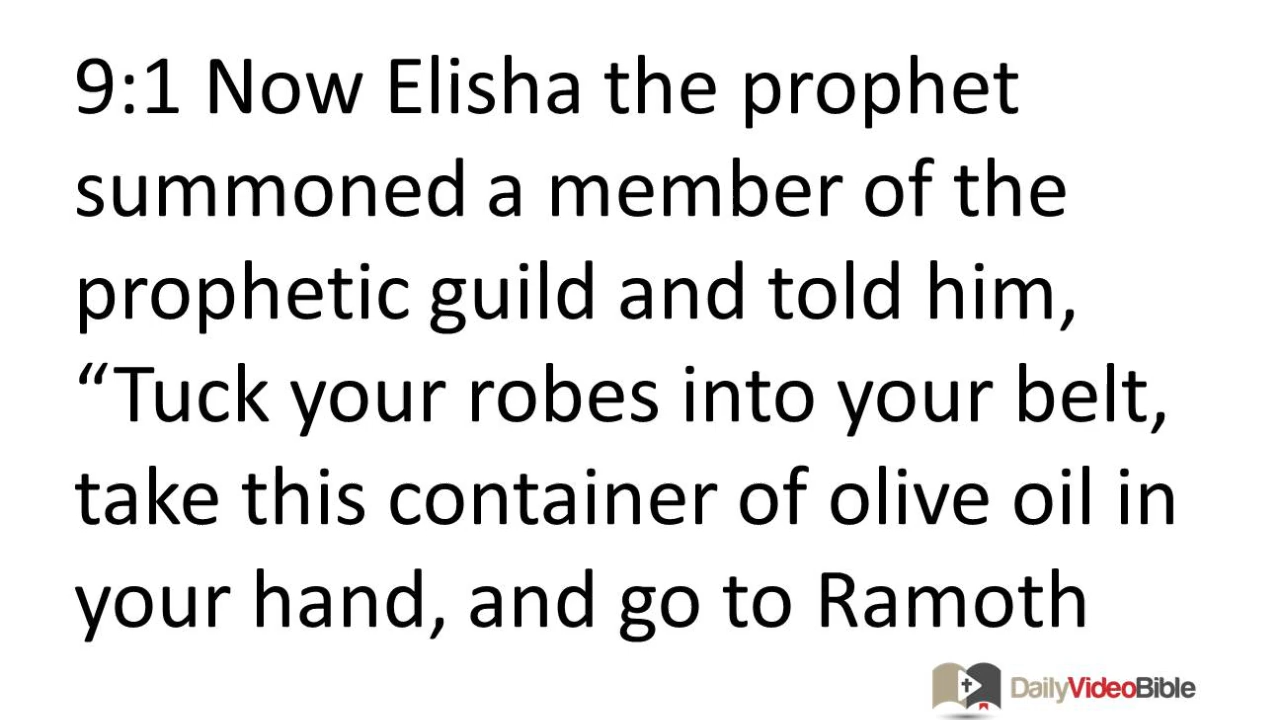 9:1 Now Elisha the prophet
summoned a member of the
prophetic guild and told him,
“Tuck your robes into your belt,
take this container of olive oil in
your hand, and go to Ramoth
DailyVideoBible